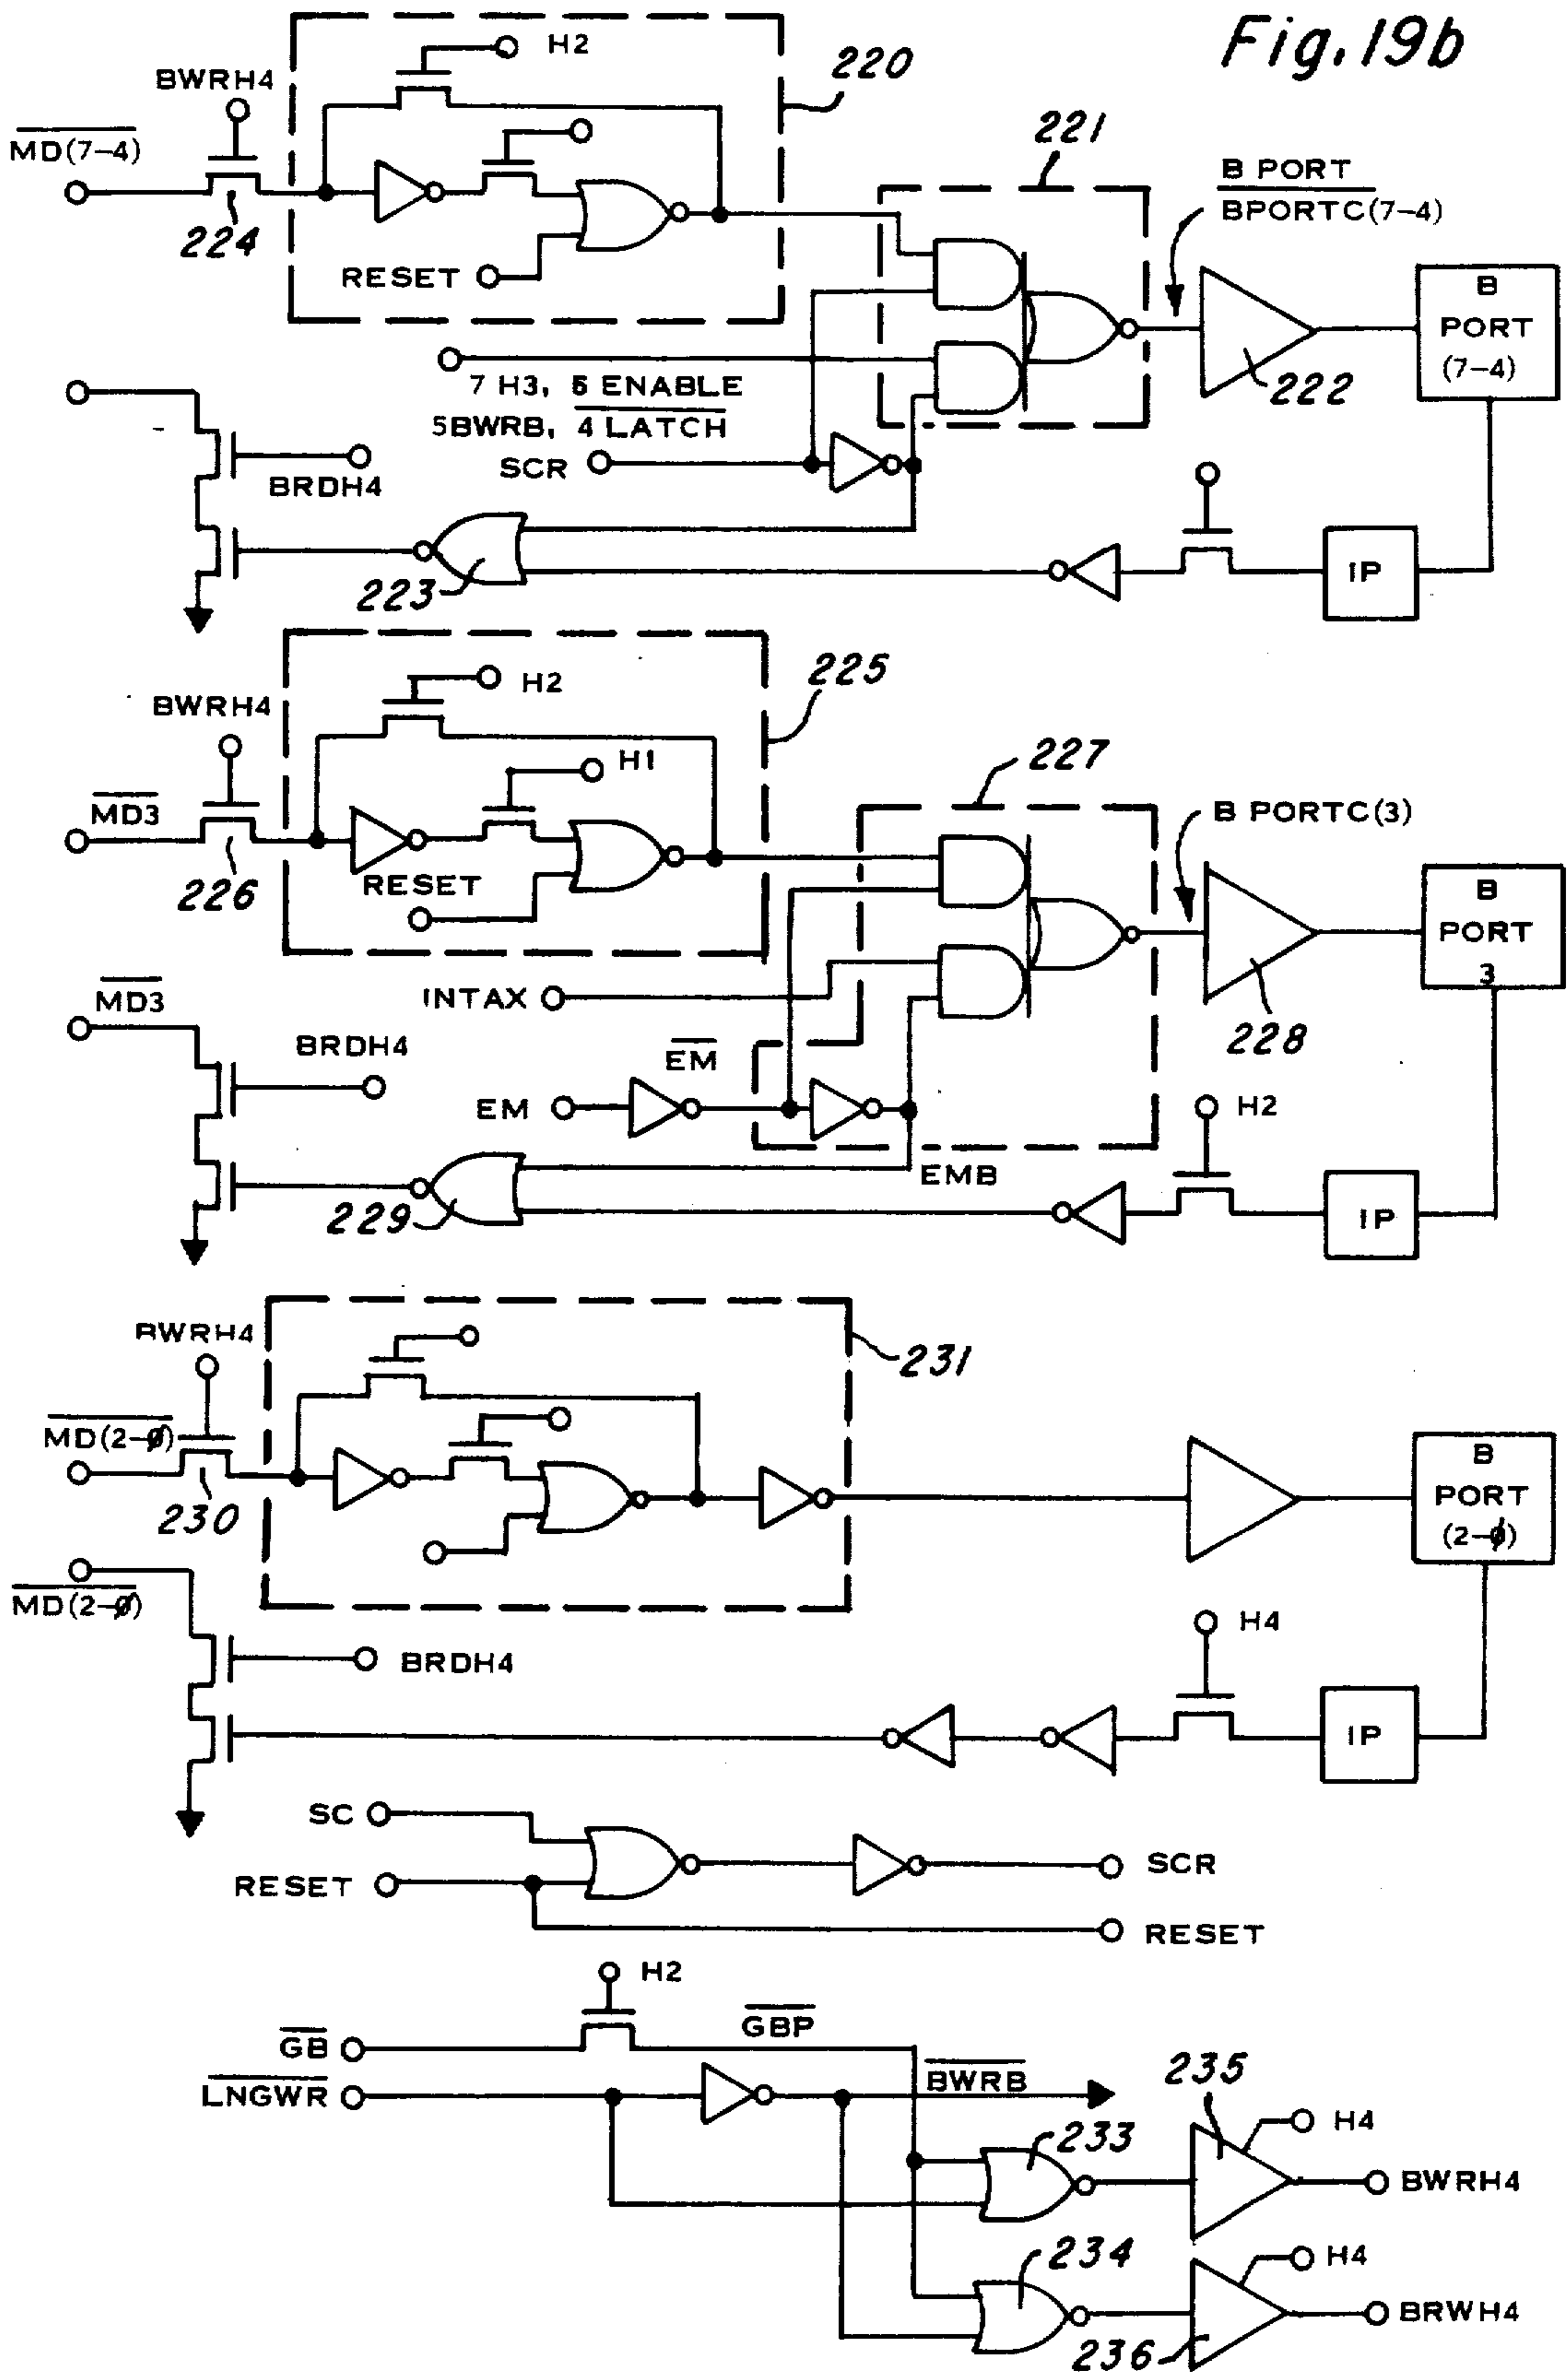 Fig. 19b
H2
220
BWRH4
MD(7-4)
224
RESET
221
B PORT
BPORTC(7-4)
B
PORT
(7-4)
222
7 H3, 6 ENABLE
5BWRB, 4 LATCH
SCR
BRDH4
223
IP
225
H2
BWRH4
H1
227
MD3
226
RESET
B PORTC(3)
B
PORT
3
INTAX
228
MD3
BRDH4
EM
EM
H2
EMB
229
IP
BWRH4
231
MD(2-0)
230
B
PORT
(2-0)
MD(2-0)
H4
BRDH4
IP
SC
SCR
RESET
RESET
H2
GBP
GB
LNGWR
BWRB
235
H4
233
BWRH4
234
H4
BRWH4
236